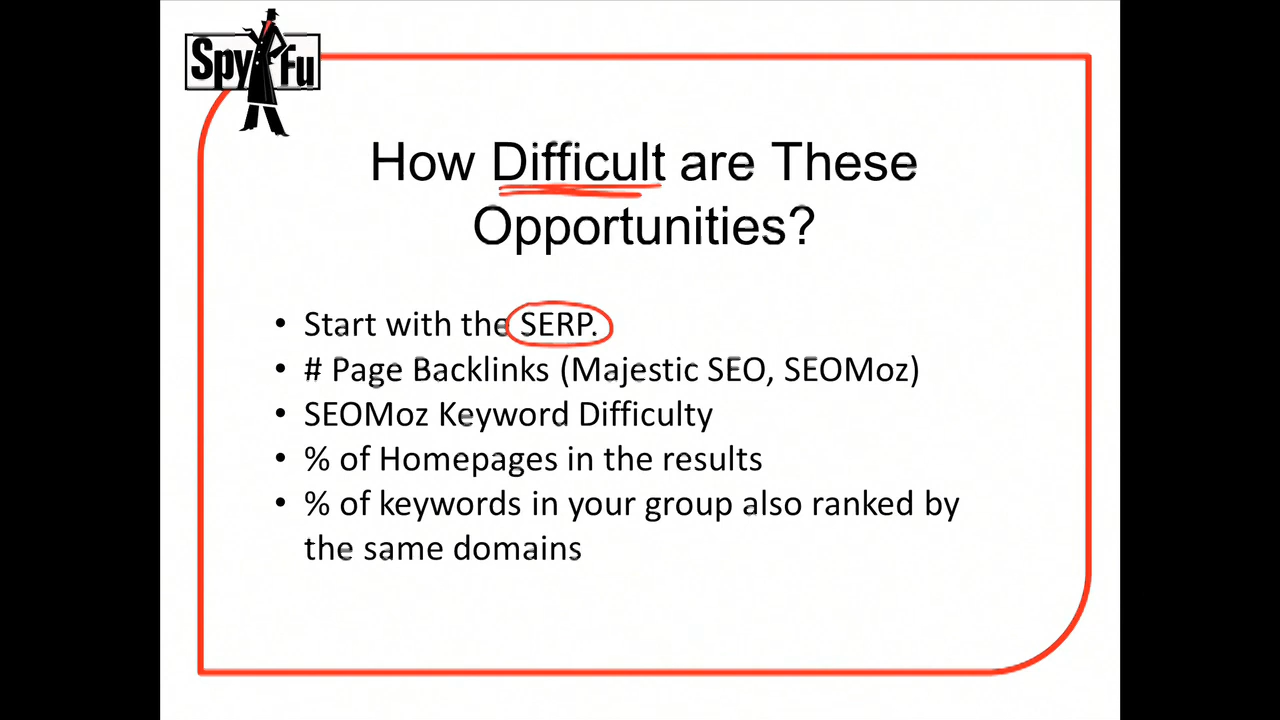 Spy Fu
How Difficult are These
Opportunities?
• Start with the SERP.
• # Page Backlinks (Majestic SEO, SEOMoz)
• SEOMoz Keyword Difficulty
• % of Homepages in the results
• % of keywords in your group also ranked by
the same domains